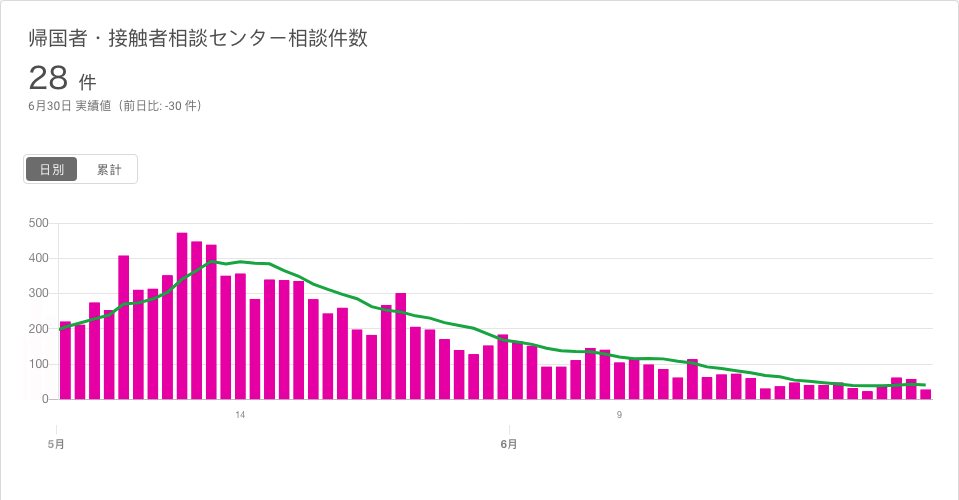 帰国者・接触者相談センター相談件数
28 件
6月30日 実績値（前日比: -30 件）
日別 累計
500
400
300
200
100
0
14 9
5月 6月